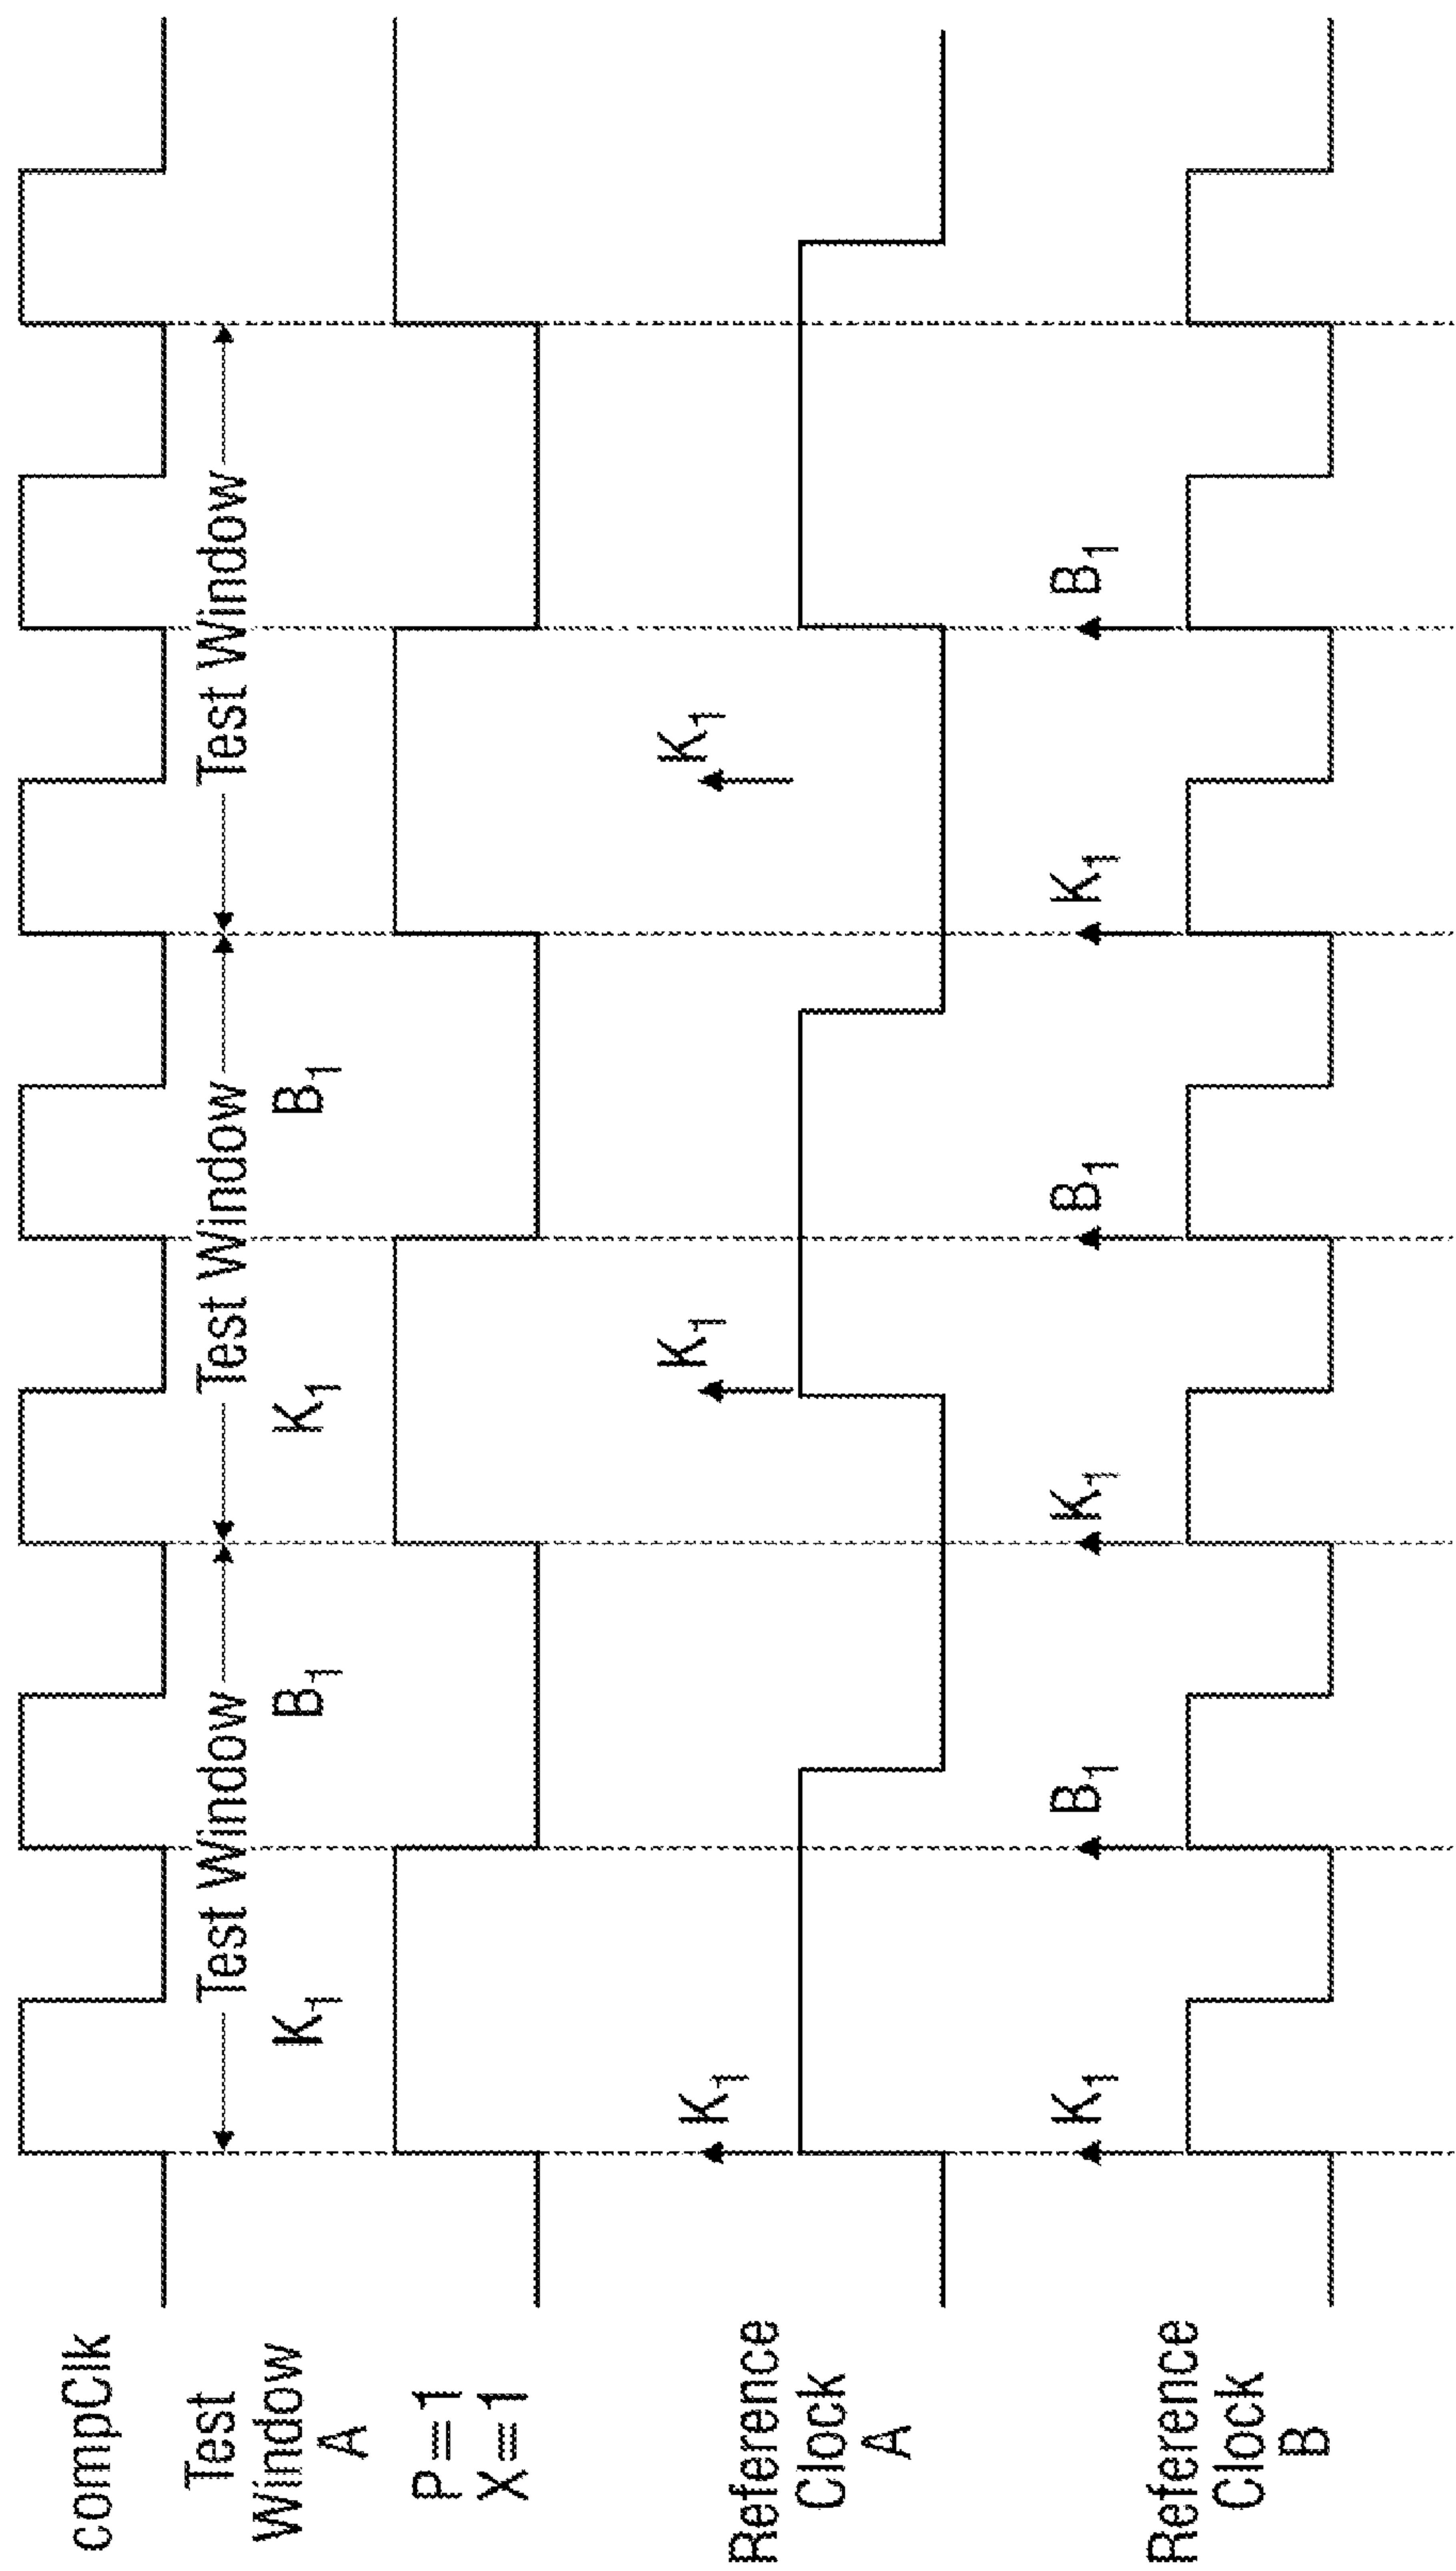 compClk
Test
Window
A
Test Window
Test Window
Test Window
K1
B1
K1
B1
P=1
X=1
Reference
Clock
A
K1
K1
K1
Reference
Clock
B
K1
B1
K1
B1
K1
B1